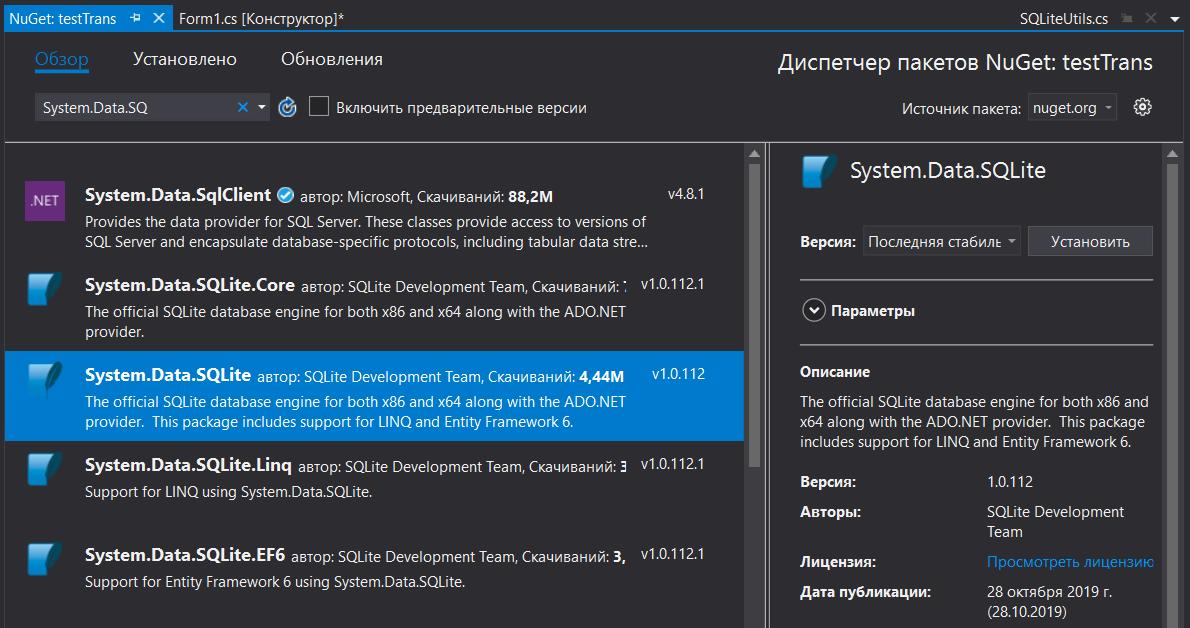 NuGet: testTrans
Form1.cs [Конструктор]*
SQLiteUtils.cs
Обзор
Установлено
Обновления
Диспетчер пакетов NuGet: testTrans
System.Data.SQ
Включить предварительные версии
Источник пакета: nuget.org
.NET
System.Data.SqlClient автор: Microsoft, Скачиваний: 88,2M
v4.8.1
Provides the data provider for SQL Server. These classes provide access to versions of
SQL Server and encapsulate database-specific protocols, including tabular data stre...
System.Data.SQLite.Core автор: SQLite Development Team, Скачиваний:
v1.0.112.1
The official SQLite database engine for both x86 and x64 along with the ADO.NET
provider.
System.Data.SQLite автор: SQLite Development Team, Скачиваний: 4,44M
v1.0.112
The official SQLite database engine for both x86 and x64 along with the ADO.NET
provider. This package includes support for LINQ and Entity Framework 6.
System.Data.SQLite.Linq автор: SQLite Development Team, Скачиваний: 3
v1.0.112.1
Support for LINQ using System.Data.SQLite.
System.Data.SQLite.EF6 автор: SQLite Development Team, Скачиваний: 3,
v1.0.112.1
Support for Entity Framework 6 using System.Data.SQLite.
System.Data.SQLite
Версия: Последняя стабиль
Установить
Параметры
Описание
The official SQLite database engine for both x86 and
x64 along with the ADO.NET provider. This package
includes support for LINQ and Entity Framework 6.
Версия: 1.0.112
Авторы: SQLite Development
Team
Лицензия: Просмотреть лицензию
Дата публикации: 28 октября 2019 г.
(28.10.2019)